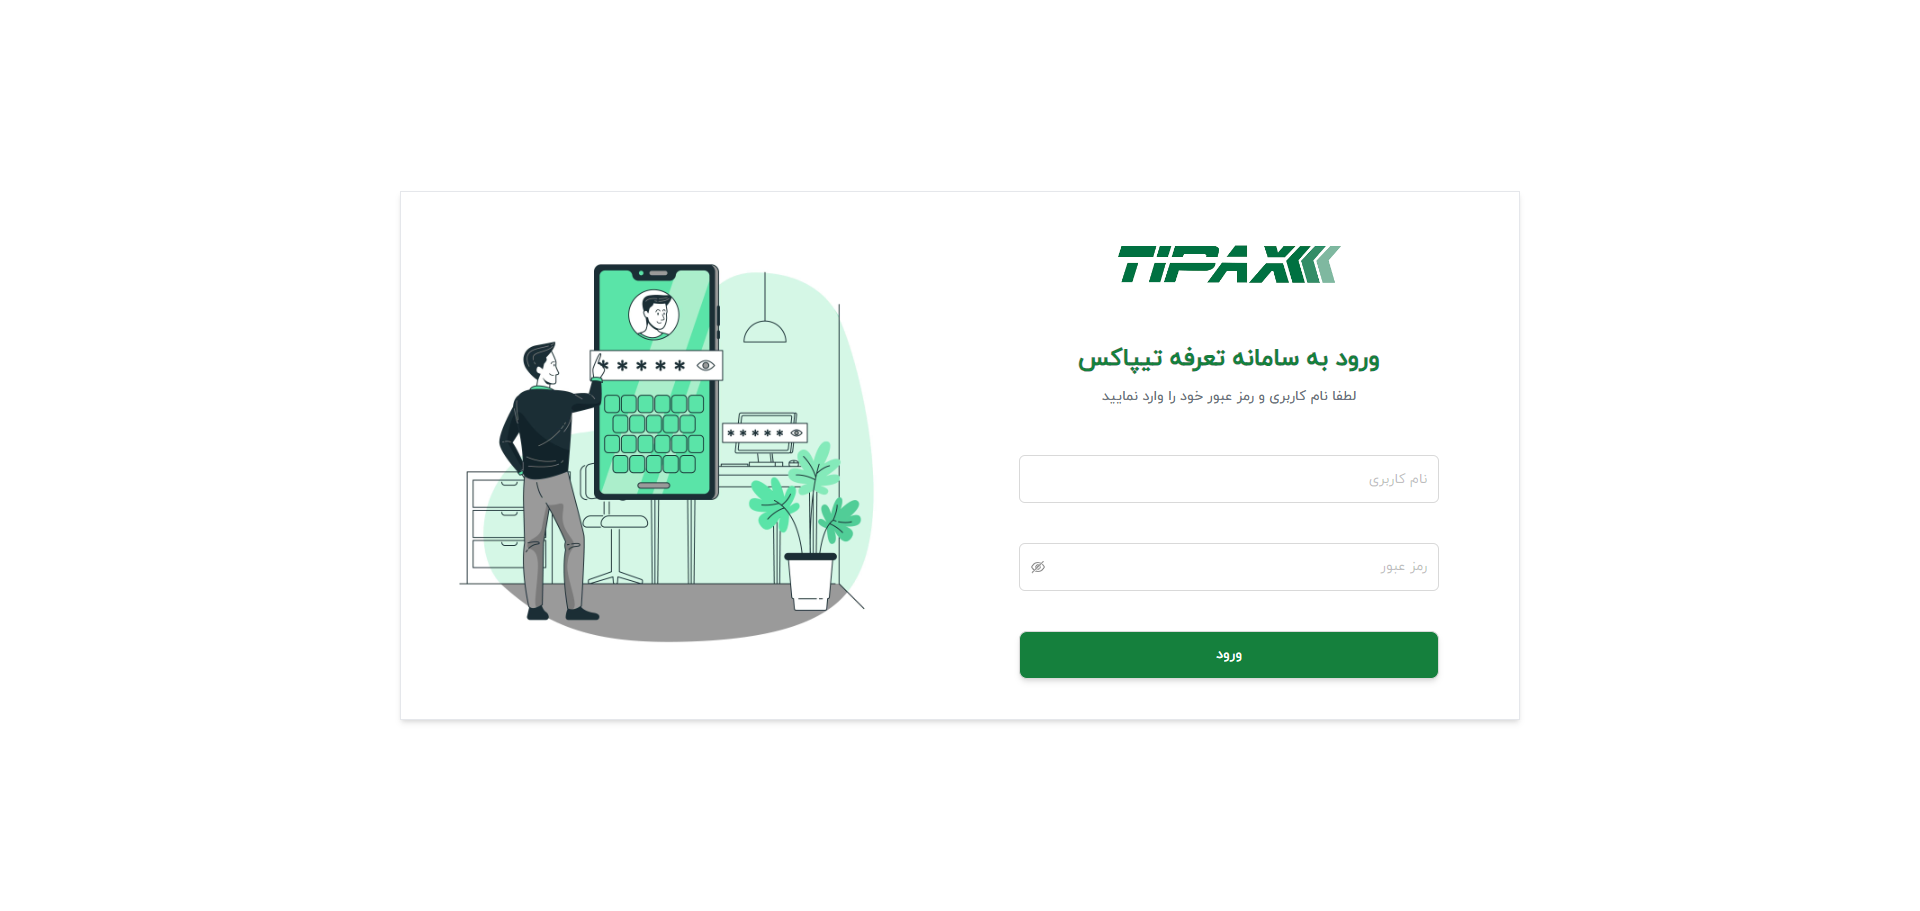 TIPAX
ورود به سامانه تعرفه تیپاکس
لطفا نام کاربری و رمز عبور خود را وارد نمایید
نام کاربری
رمز عبور
ورود
* * * * *
* * * * *